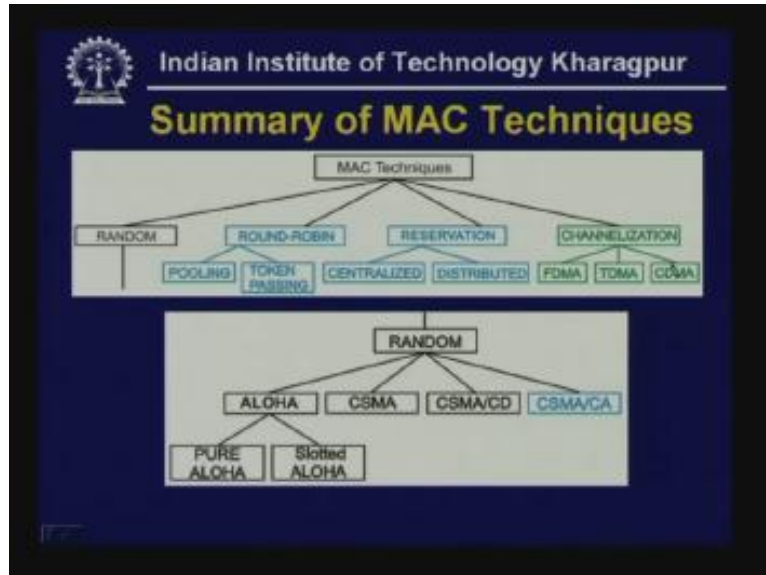 Indian Institute of Technology Kharagpur
Summary of MAC Techniques
MAC Techniques
RANDOM ROUND-ROBIN RESERVATION CHANNELIZATION
POOLING TOKEN PASSING CENTRALIZED DISTRIBUTED FDMA TDMA CDMA
RANDOM
ALOHA CSMA CSMA/CD CSMA/CA
PURE ALOHA Slotted ALOHA